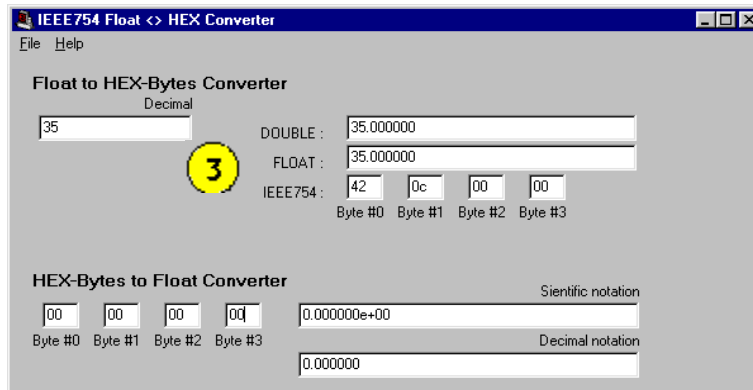 IEEE754 Float <> HEX Converter
File Help
Float to HEX-Bytes Converter
Decimal
35
3
DOUBLE : 35.000000
FLOAT : 35.000000
IEEE754 : 42 0c 00 00
Byte #0 Byte #1 Byte #2 Byte #3
HEX-Bytes to Float Converter
Sientific notation
00 00 00 00 0.000000e+00
Byte #0 Byte #1 Byte #2 Byte #3 Decimal notation
0.000000